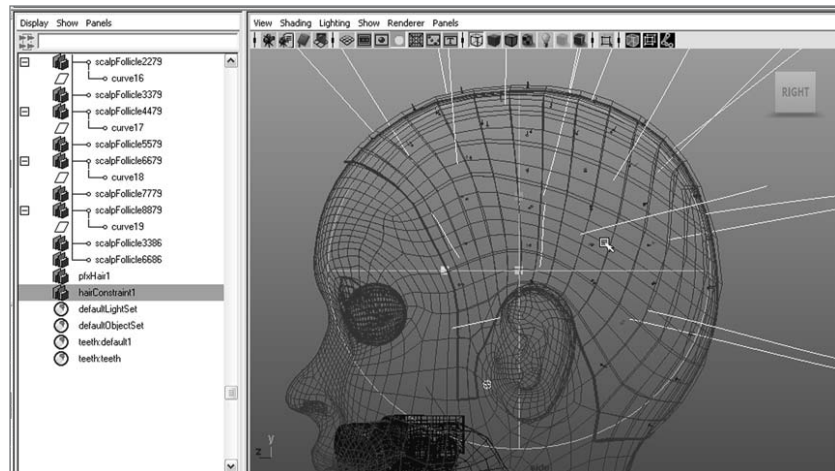 Display Show Panels
scalpFollicle2279
curve16
scalpFollicle3379
scalpFollicle4479
curve17
scalpFollicle5579
scalpFollicle6679
curve18
scalpFollicle7779
scalpFollicle8879
curve19
scalpFollicle3386
scalpFollicle6686
pfxHair1
hairConstraint1
defaultLightSet
defaultObjectSet
teeth:default1
teeth:teeth
View Shading Lighting Show Renderer Panels
RIGHT
y
z
side